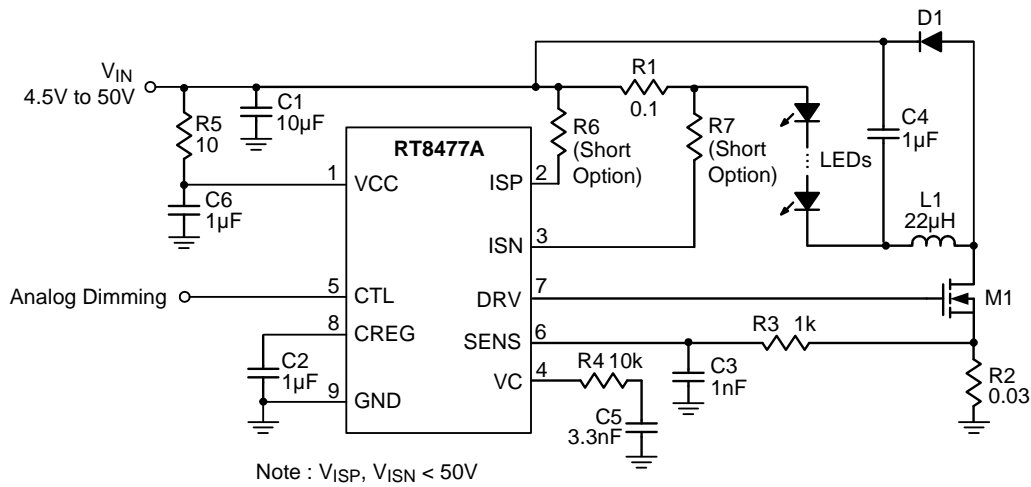 D1
V_IN
4.5V to 50V
R1
0.1
C1
10µF
R5
10
R6
(Short
Option)
R7
(Short
Option)
C4
1µF
LEDs
RT8477A
1
VCC
ISP
2
C6
1µF
L1
22µH
ISN
3
Analog Dimming
5
CTL
DRV
7
M1
8
CREG
SENS
6
R3 1k
C2
1µF
VC
4
R4 10k
C3
1nF
R2
0.03
9
GND
C5
3.3nF
Note : V_ISP, V_ISN < 50V